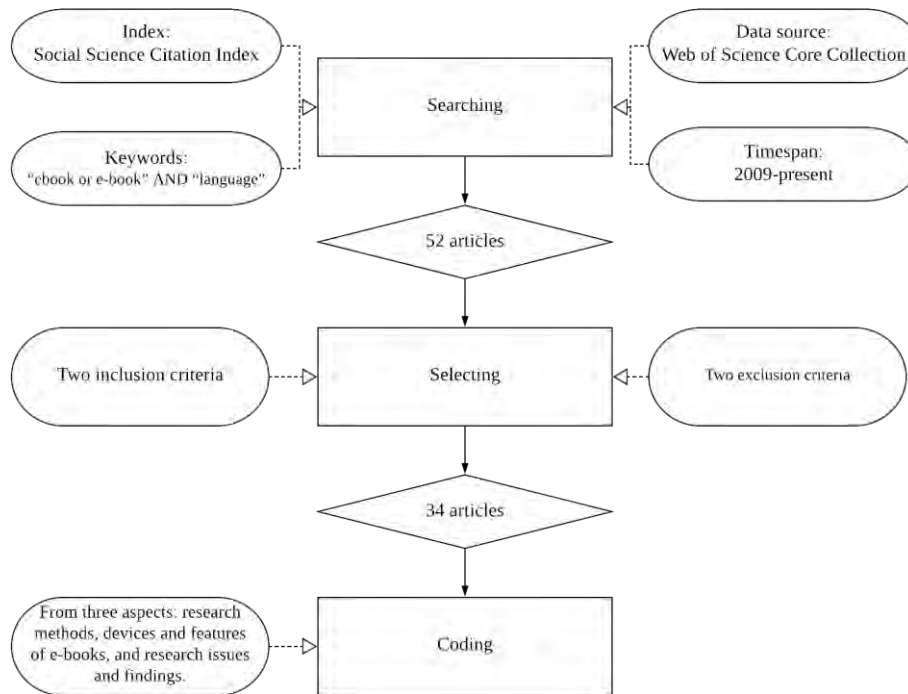 Index:
Social Science Citation Index
Data source:
Web of Science Core Collection
Searching
Keywords:
“ebook or e-book” AND “language”
Timespan:
2009-present
52 articles
Two inclusion criteria
Selecting
Two exclusion criteria
34 articles
From three aspects: research
methods, devices and features
of e-books, and research issues
and findings.
Coding